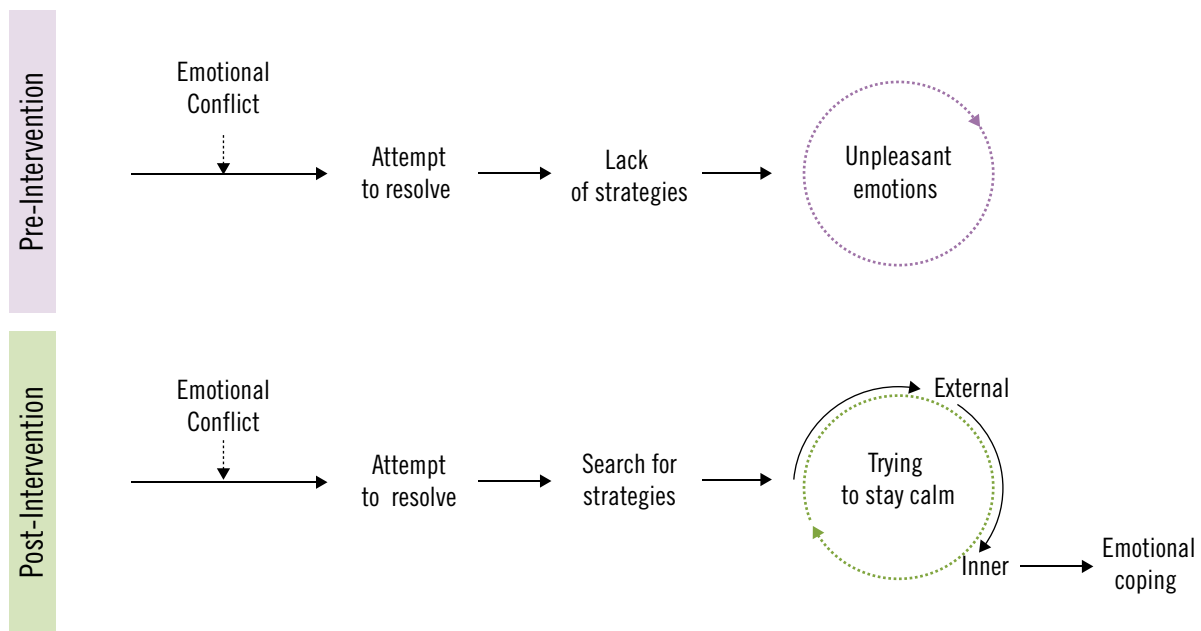 Pre-Intervention
Emotional
Conflict
Attempt
to resolve
Lack
of strategies
Unpleasant
emotions
Post-Intervention
Emotional
Conflict
Attempt
to resolve
Search for
strategies
External
Trying
to stay calm
Inner
Emotional
coping